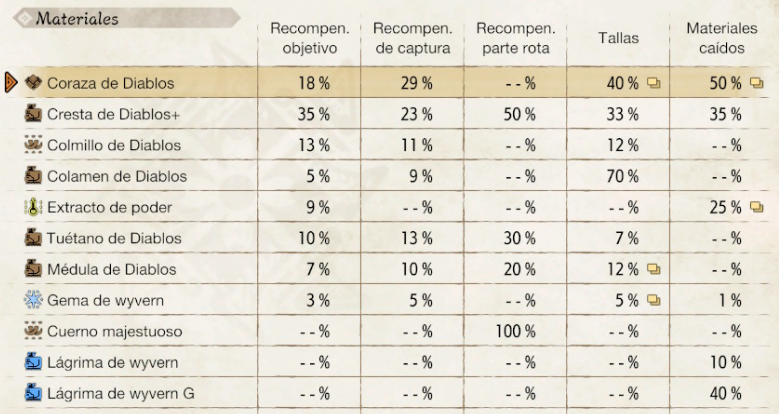 Materiales
Recompen. objetivo Recompen. de captura Recompen. parte rota Tallas Materiales caídos
Coraza de Diablos 18 % 29 % - - % 40 % 50 %
Cresta de Diablos+ 35 % 23 % 50 % 33 % 35 %
Colmillo de Diablos 13 % 11 % - - % 12 % - - %
Colamen de Diablos 5 % 9 % - - % 70 % - - %
Extracto de poder 9 % - - % - - % - - % 25 %
Tuétano de Diablos 10 % 13 % 30 % 7 % - - %
Médula de Diablos 7 % 10 % 20 % 12 % - - %
Gema de wyvern 3 % 5 % - - % 5 % 1 %
Cuerno majestuoso - - % - - % 100 % - - % - - %
Lágrima de wyvern - - % - - % - - % - - % 10 %
Lágrima de wyvern G - - % - - % - - % - - % 40 %